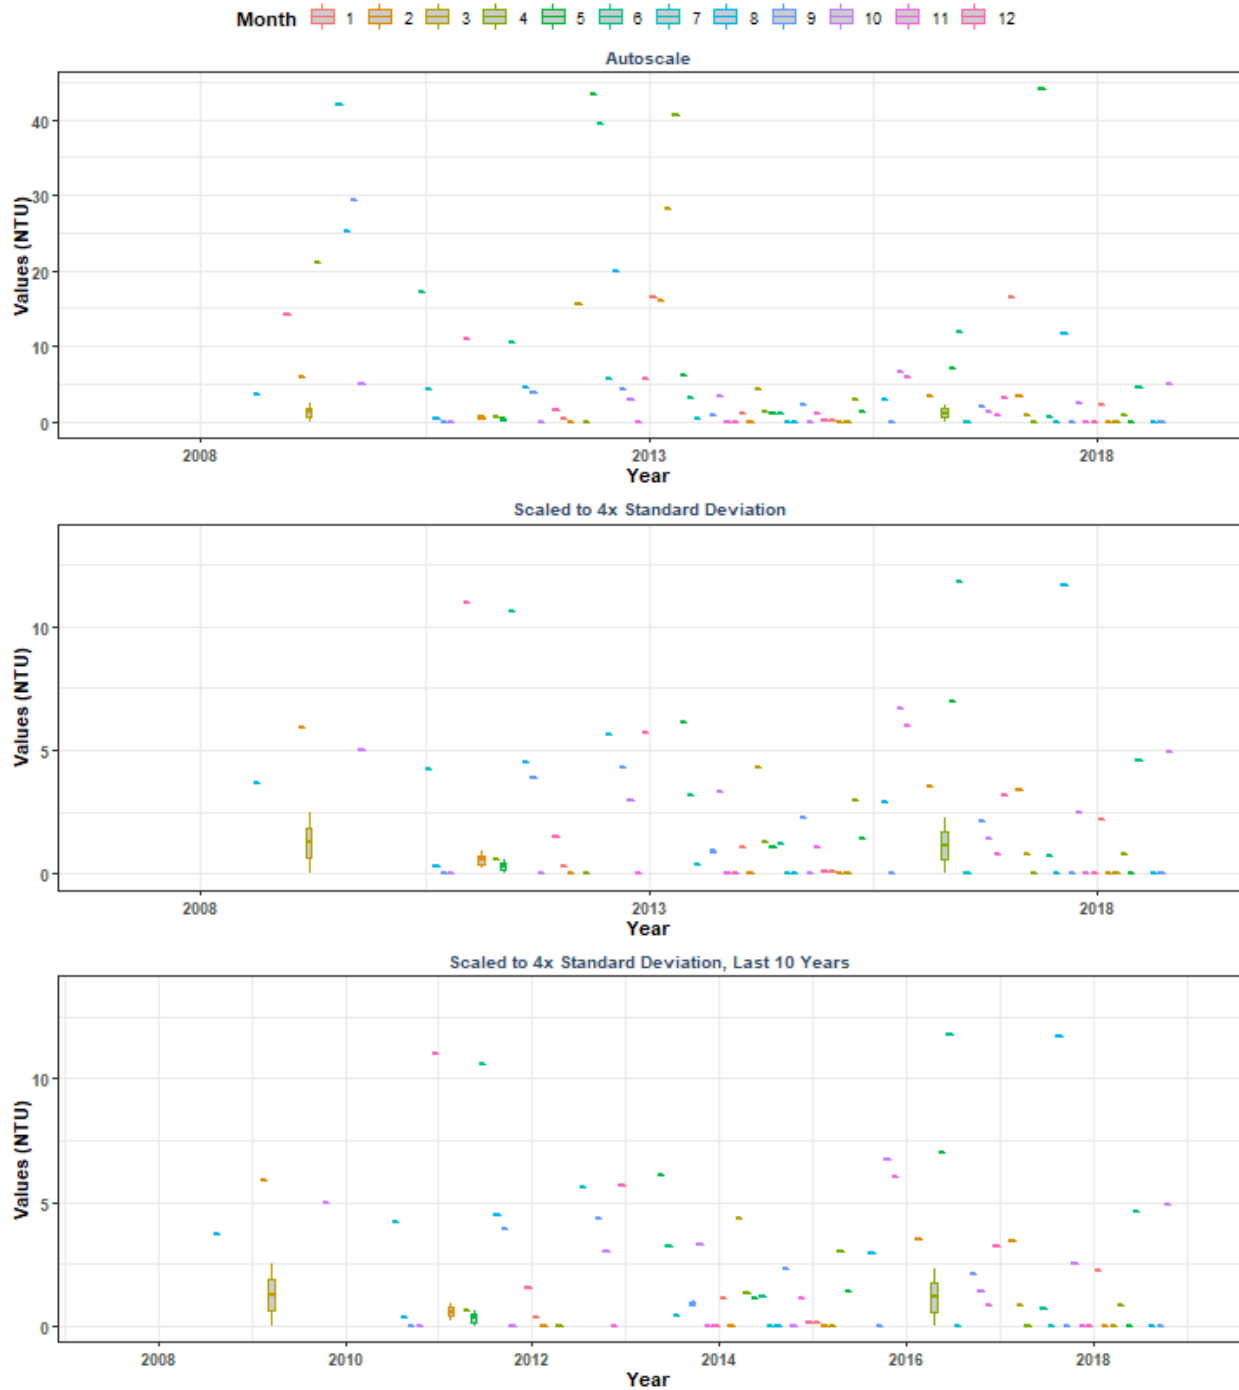 Month 1 2 3 4 5 6 7 8 9 10 11 12
Autoscale
Values (NTU)
40
30
20
10
0
2008 2013 2018
Year
Scaled to 4x Standard Deviation
Values (NTU)
10
5
0
2008 2013 2018
Year
Scaled to 4x Standard Deviation, Last 10 Years
Values (NTU)
10
5
0
2008 2010 2012 2014 2016 2018
Year